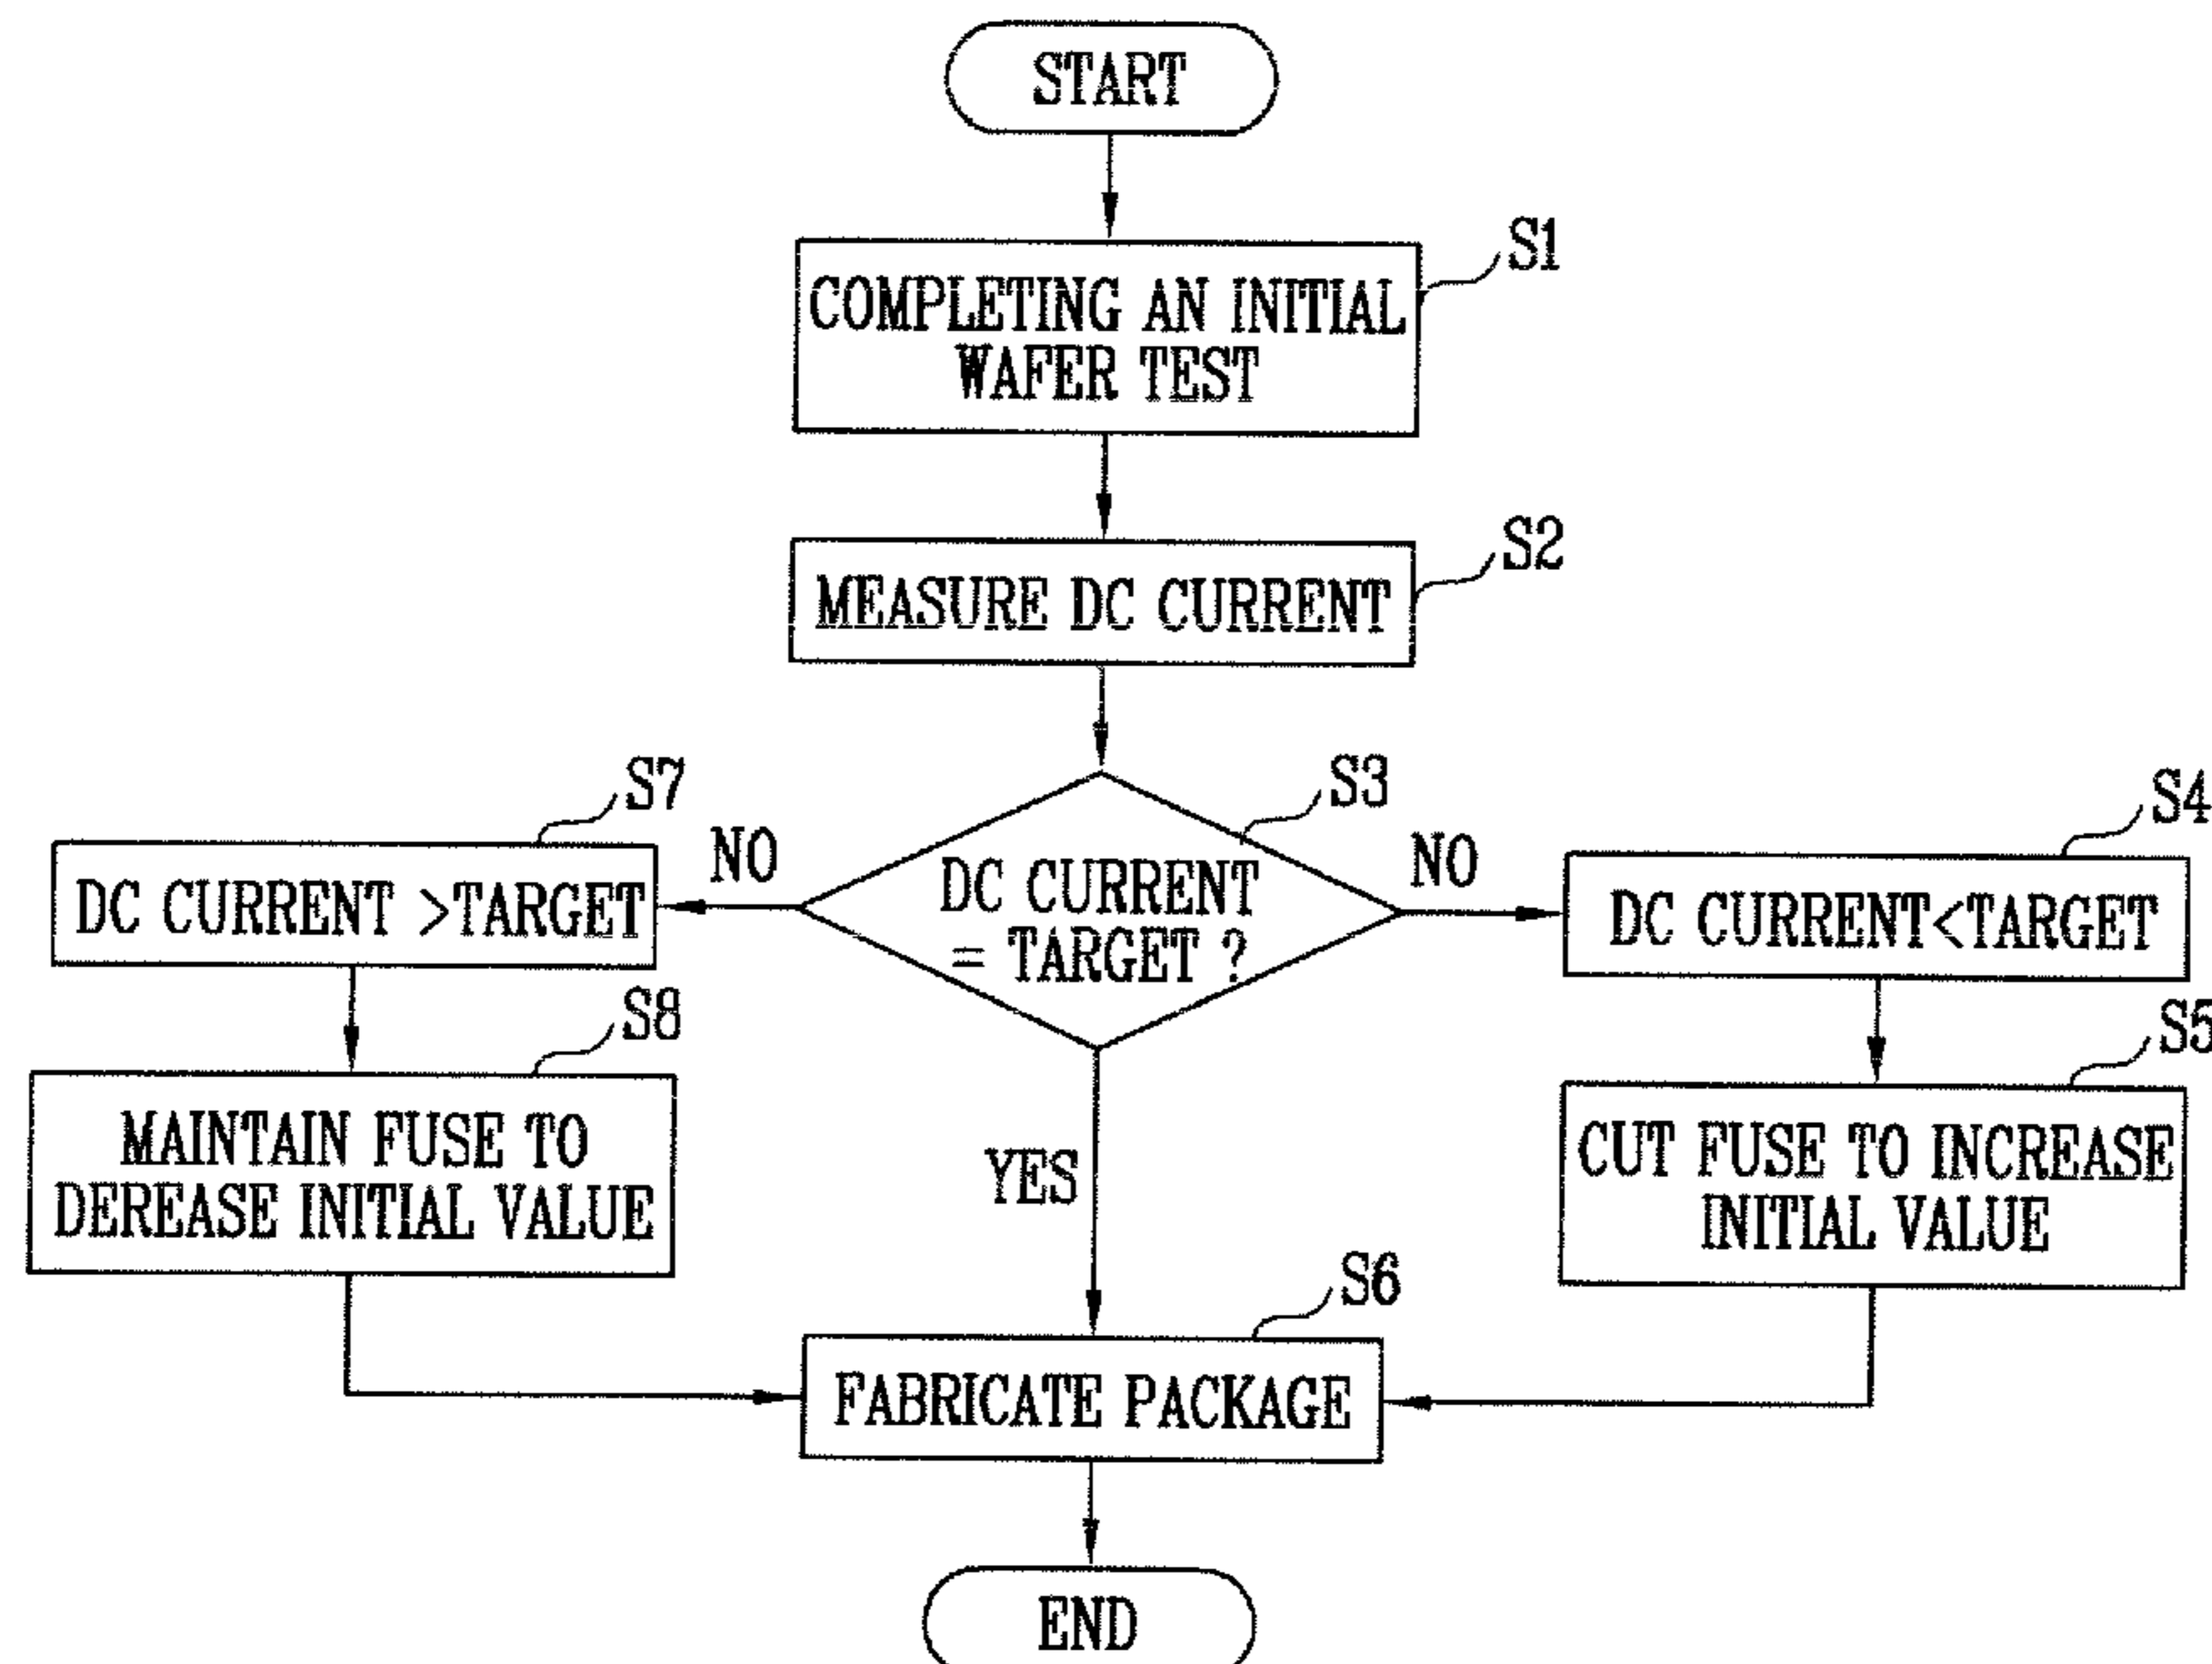 START
S1
COMPLETING AN INITIAL
WAFER TEST
S2
MEASURE DC CURRENT
S3
DC CURRENT
= TARGET ?
NO
S7
DC CURRENT >TARGET
S8
MAINTAIN FUSE TO
DEREASE INITIAL VALUE
NO
S4
DC CURRENT<TARGET
S5
CUT FUSE TO INCREASE
INITIAL VALUE
YES
S6
FABRICATE PACKAGE
END